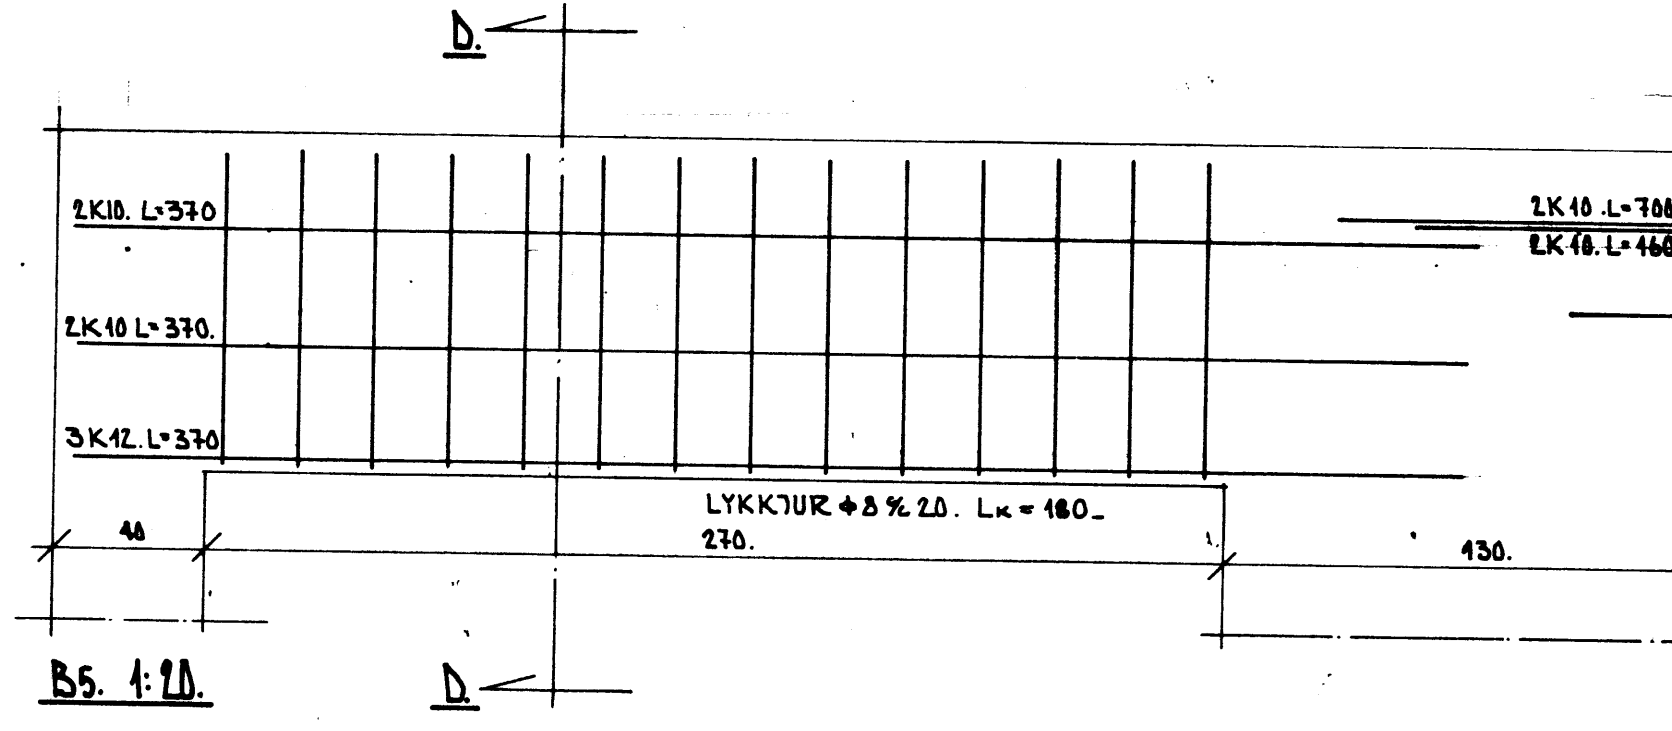 D.
2K10. L=370
2K10 .L=700
2K10. L=160
2K10 L=370.
3K12. L=370
LYKKJUR ϕ8 % 20. LK = 180_
40
270.
130.
B5. 1:20.
D.